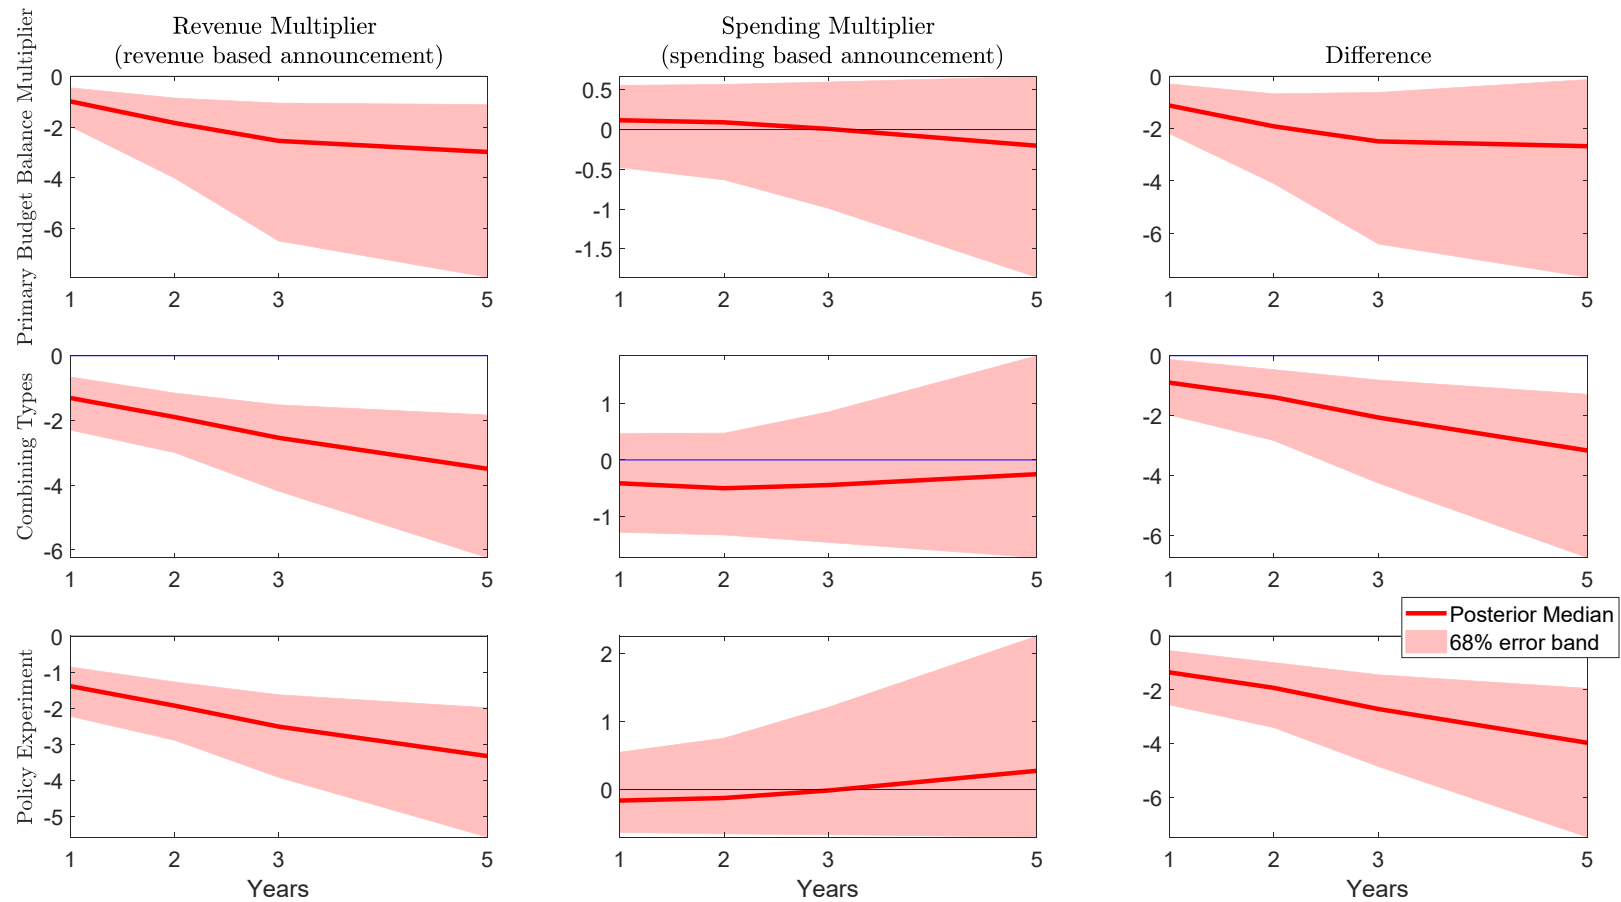 Revenue Multiplier
(revenue based announcement)
Spending Multiplier
(spending based announcement)
Difference
Primary Budget Balance Multiplier
0
-2
-4
-6
1 2 3 5
0.5
0
-0.5
-1
-1.5
1 2 3 5
0
-2
-4
-6
1 2 3 5
Combining Types
0
-2
-4
-6
1 2 3 5
1
0
-1
1 2 3 5
0
-2
-4
-6
1 2 3 5
Policy Experiment
0
-1
-2
-3
-4
-5
1 2 3 5
Years
2
1
0
1 2 3 5
0
-2
-4
-6
1 2 3 5
Years
Posterior Median
68% error band